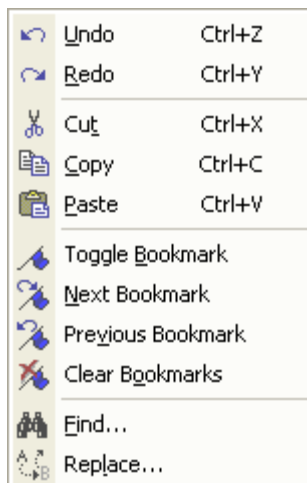 Undo Ctrl+Z
Redo Ctrl+Y
Cut Ctrl+X
Copy Ctrl+C
Paste Ctrl+V
Toggle Bookmark
Next Bookmark
Previous Bookmark
Clear Bookmarks
Find...
A
B Replace...